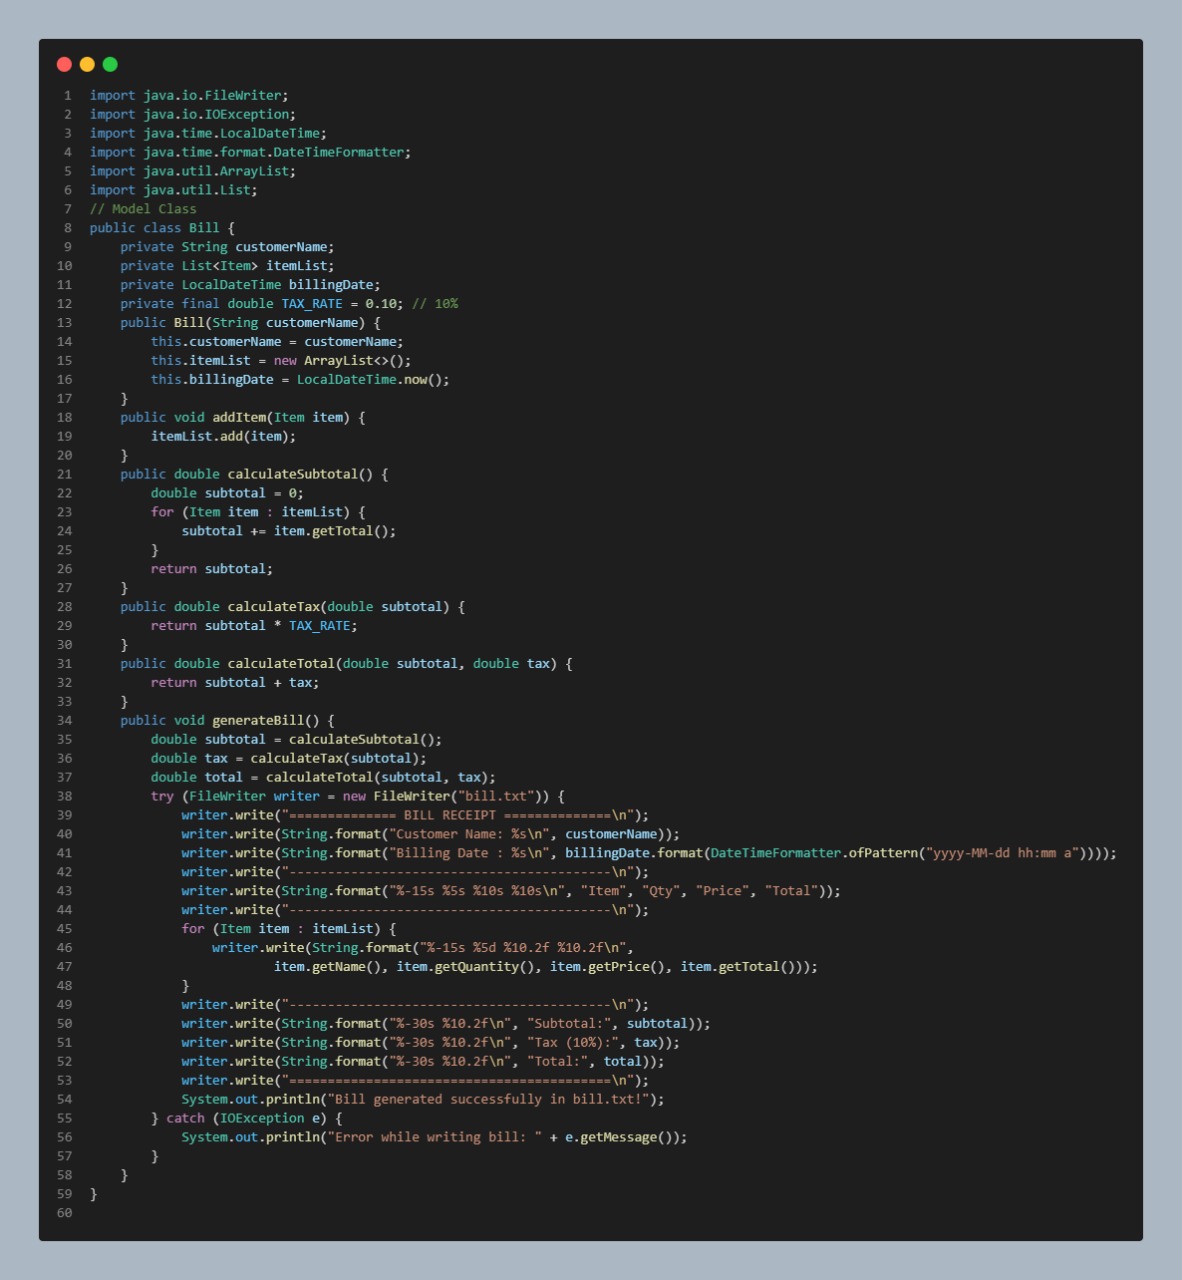 1 import java.io.FileWriter;
2 import java.io.IOException;
3 import java.time.LocalDateTime;
4 import java.time.format.DateTimeFormatter;
5 import java.util.ArrayList;
6 import java.util.List;
7 // Model Class
8 public class Bill {
9     private String customerName;
10     private List<Item> itemList;
11     private LocalDateTime billingDate;
12     private final double TAX_RATE = 0.10; // 10%
13     public Bill(String customerName) {
14         this.customerName = customerName;
15         this.itemList = new ArrayList<>();
16         this.billingDate = LocalDateTime.now();
17     }
18     public void addItem(Item item) {
19         itemList.add(item);
20     }
21     public double calculateSubtotal() {
22         double subtotal = 0;
23         for (Item item : itemList) {
24             subtotal += item.getTotal();
25         }
26         return subtotal;
27     }
28     public double calculateTax(double subtotal) {
29         return subtotal * TAX_RATE;
30     }
31     public double calculateTotal(double subtotal, double tax) {
32         return subtotal + tax;
33     }
34     public void generateBill() {
35         double subtotal = calculateSubtotal();
36         double tax = calculateTax(subtotal);
37         double total = calculateTotal(subtotal, tax);
38         try (FileWriter writer = new FileWriter("bill.txt")) {
39             writer.write("============== BILL RECEIPT ==============\n");
40             writer.write(String.format("Customer Name: %s\n", customerName));
41             writer.write(String.format("Billing Date : %s\n", billingDate.format(DateTimeFormatter.ofPattern("yyyy-MM-dd hh:mm a"))));
42             writer.write("------------------------------------------\n");
43             writer.write(String.format("%-15s %5s %10s %10s\n", "Item", "Qty", "Price", "Total"));
44             writer.write("------------------------------------------\n");
45             for (Item item : itemList) {
46                 writer.write(String.format("%-15s %5d %10.2f %10.2f\n",
47                         item.getName(), item.getQuantity(), item.getPrice(), item.getTotal()));
48             }
49             writer.write("------------------------------------------\n");
50             writer.write(String.format("%-30s %10.2f\n", "Subtotal:", subtotal));
51             writer.write(String.format("%-30s %10.2f\n", "Tax (10%):", tax));
52             writer.write(String.format("%-30s %10.2f\n", "Total:", total));
53             writer.write("==========================================\n");
54             System.out.println("Bill generated successfully in bill.txt!");
55         } catch (IOException e) {
56             System.out.println("Error while writing bill: " + e.getMessage());
57         }
58     }
59 }
60